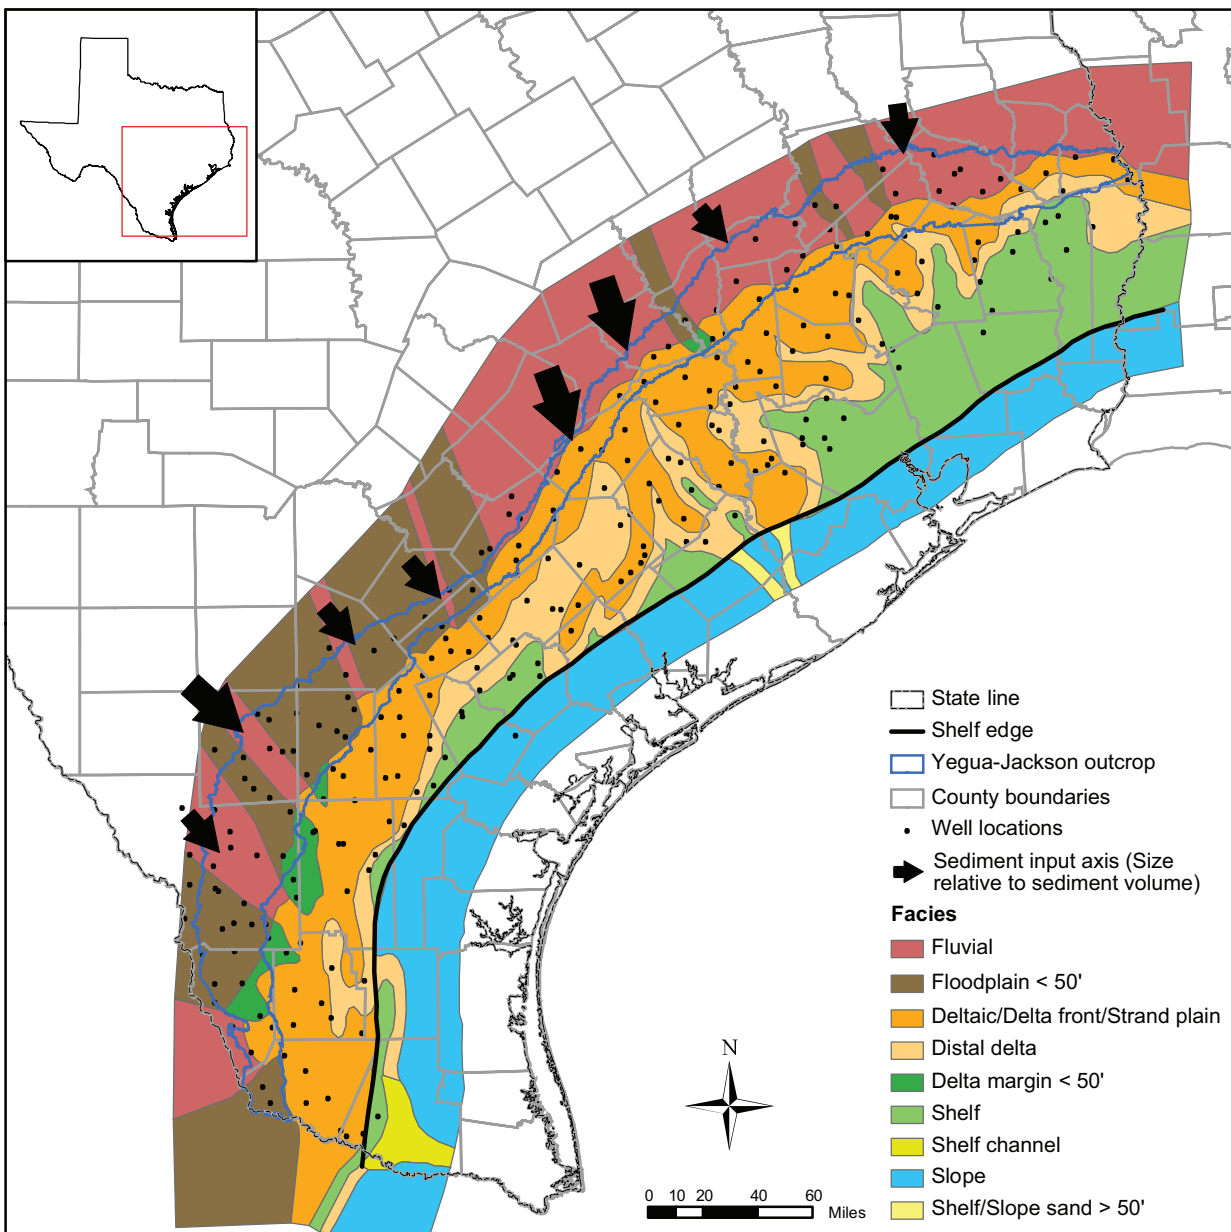 State line
Shelf edge
Yegua-Jackson outcrop
County boundaries
Well locations
Sediment input axis (Size
relative to sediment volume)
Facies
Fluvial
Floodplain < 50'
Deltaic/Delta front/Strand plain
Distal delta
Delta margin < 50'
Shelf
Shelf channel
Slope
Shelf/Slope sand > 50'
N
0 10 20 40 60
Miles